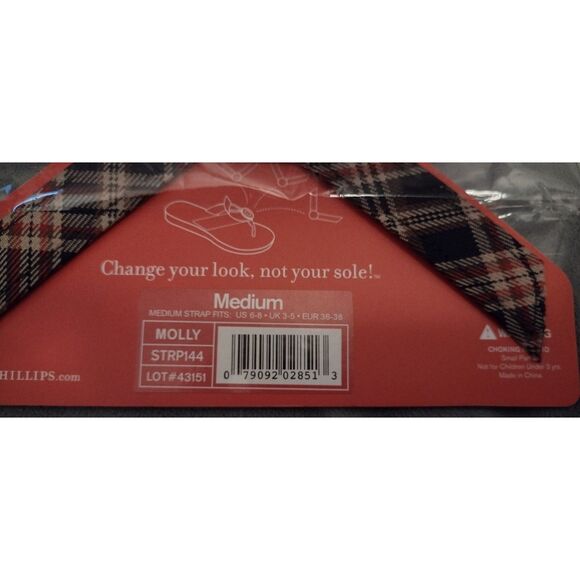 Change your look, not your sole!™
Medium
MEDIUM STRAP FITS: US 6-8 • UK 3-5 • EUR 36-38
MOLLY
STRP144
LOT#43151
0 79092 02851 3
HILLIPS.com
CHOKING
Small
Not for Children Under 3 yrs.
Made in China